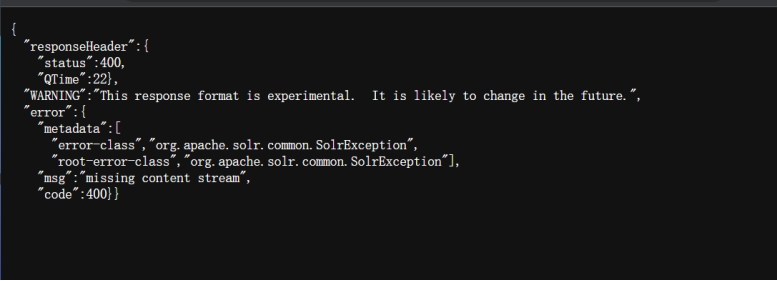 {
"responseHeader":{
"status":400,
"QTime":22},
"WARNING":"This response format is experimental.  It is likely to change in the future.",
"error":{
"metadata":[
"error-class","org.apache.solr.common.SolrException",
"root-error-class","org.apache.solr.common.SolrException"],
"msg":"missing content stream",
"code":400}}